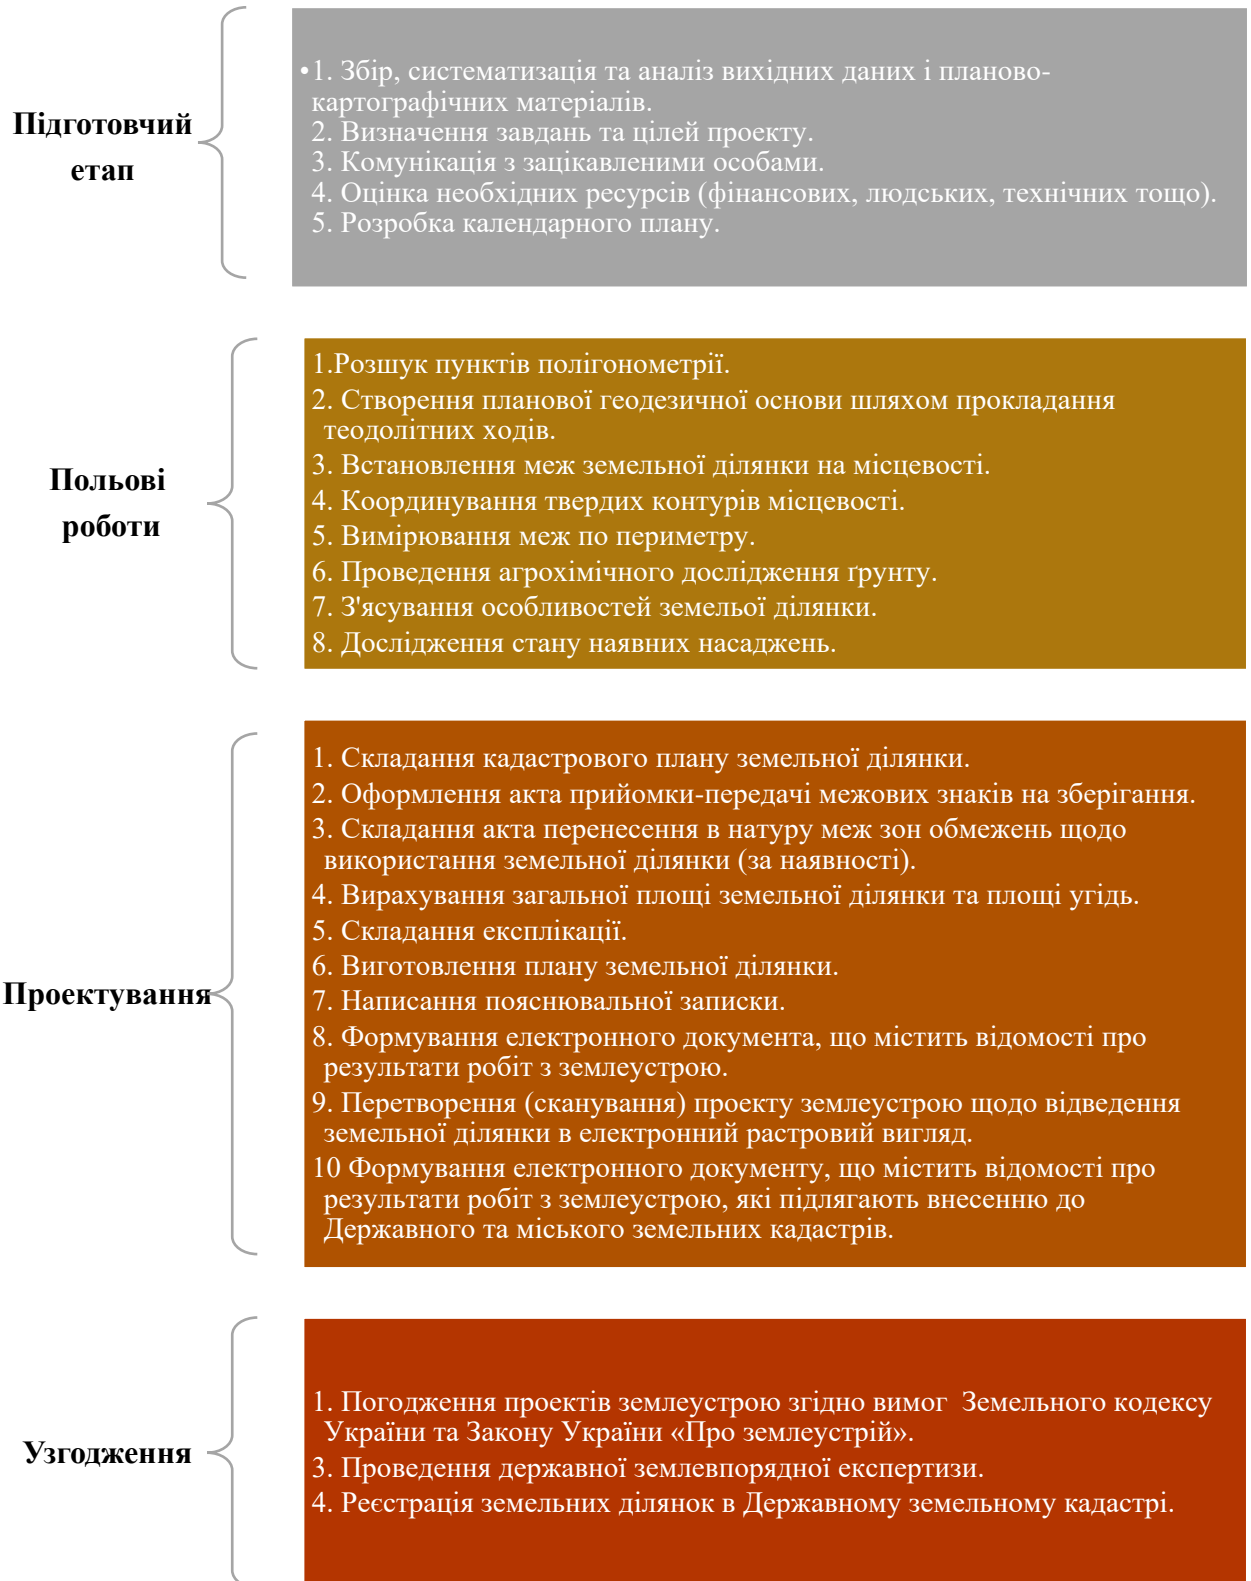 Підготовчий
етап
•1. Збір, систематизація та аналіз вихідних даних і планово-
картографічних матеріалів.
2. Визначення завдань та цілей проекту.
3. Комунікація з зацікавленими особами.
4. Оцінка необхідних ресурсів (фінансових, людських, технічних тощо).
5. Розробка календарного плану.
Польові
роботи
1.Розшук пунктів полігонометрії.
2. Створення планової геодезичної основи шляхом прокладання
теодолітних ходів.
3. Встановлення меж земельної ділянки на місцевості.
4. Координування твердих контурів місцевості.
5. Вимірювання меж по периметру.
6. Проведення агрохімічного дослідження ґрунту.
7. З'ясування особливостей земельої ділянки.
8. Дослідження стану наявних насаджень.
Проектування
1. Складання кадастрового плану земельної ділянки.
2. Оформлення акта прийомки-передачі межових знаків на зберігання.
3. Складання акта перенесення в натуру меж зон обмежень щодо
використання земельної ділянки (за наявності).
4. Вирахування загальної площі земельної ділянки та площі угідь.
5. Складання експлікації.
6. Виготовлення плану земельної ділянки.
7. Написання пояснювальної записки.
8. Формування електронного документа, що містить відомості про
результати робіт з землеустрою.
9. Перетворення (сканування) проекту землеустрою щодо відведення
земельної ділянки в електронний растровий вигляд.
10 Формування електронного документу, що містить відомості про
результати робіт з землеустрою, які підлягають внесенню до
Державного та міського земельних кадастрів.
Узгодження
1. Погодження проектів землеустрою згідно вимог  Земельного кодексу
України та Закону України «Про землеустрій».
3. Проведення державної землевпорядної експертизи.
4. Реєстрація земельних ділянок в Державному земельному кадастрі.